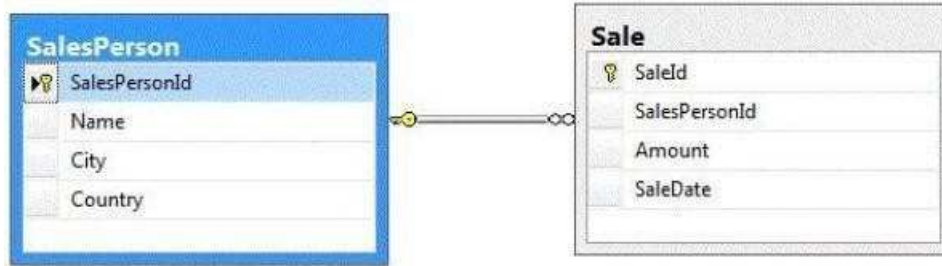 SalesPerson
SalesPersonId
Name
City
Country
Sale
SaleId
SalesPersonId
Amount
SaleDate